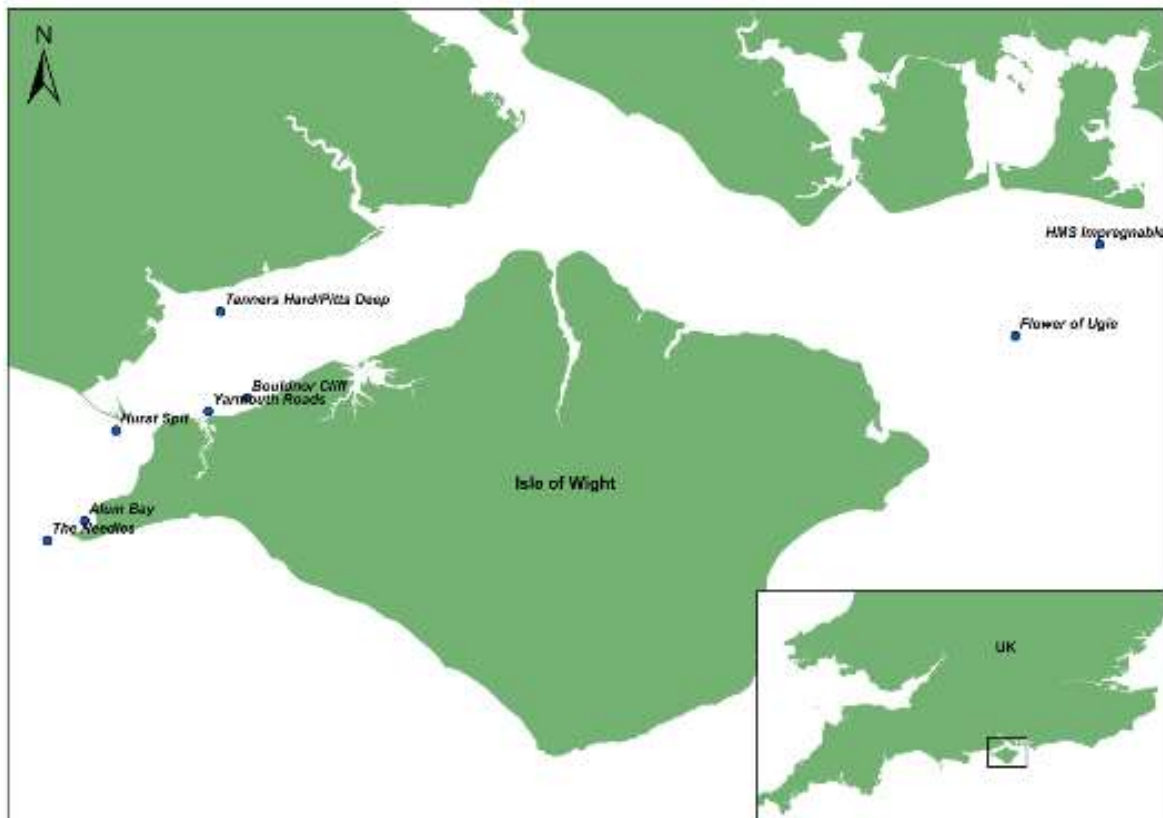 N
HMS Impregnable
Tanners Hard/Pitts Deep
Flower of Ugie
Bouldnor Cliff
Yarmouth Roads
Hurst Spit
Isle of Wight
Alum Bay
The Needles
UK